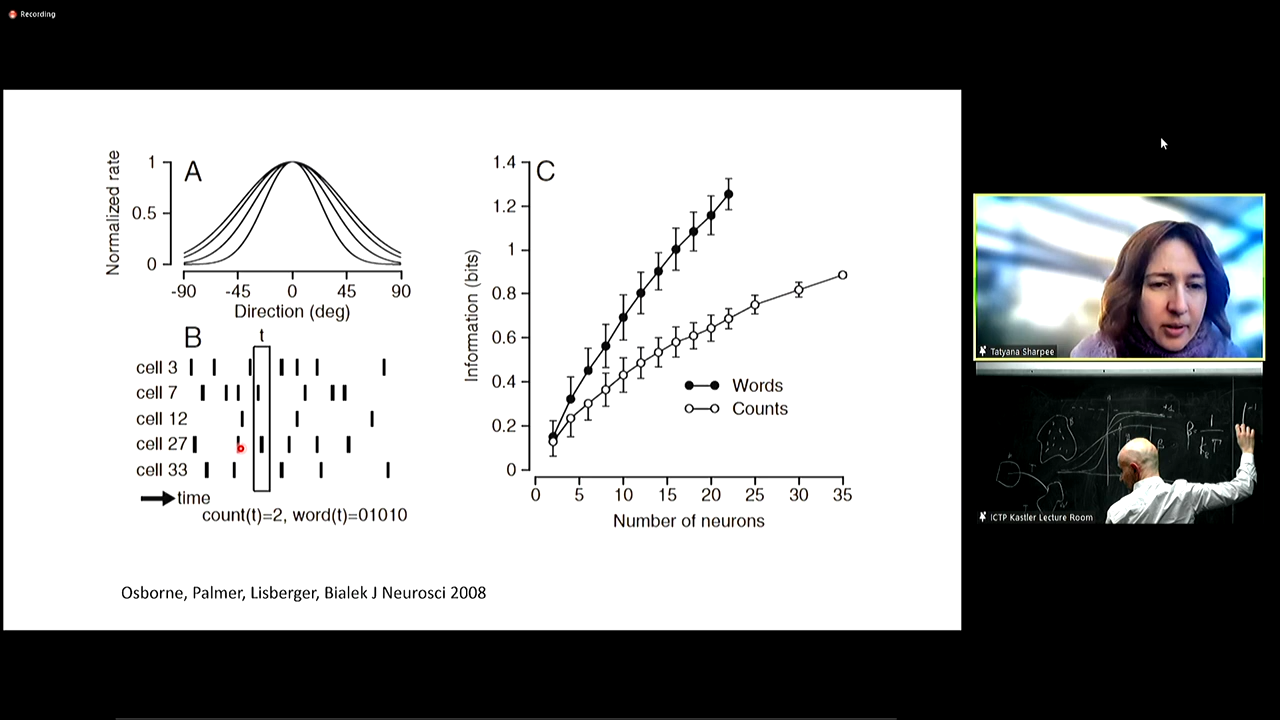 Recording
A
Normalized rate
1
0.5
0
-90 -45 0 45 90
Direction (deg)
B
t
cell 3
cell 7
cell 12
cell 27
cell 33
time
count(t)=2, word(t)=01010
C
Information (bits)
1.4
1.2
1
0.8
0.6
0.4
0.2
0
Words
Counts
0 5 10 15 20 25 30 35
Number of neurons
Osborne, Palmer, Lisberger, Bialek J Neurosci 2008
Tatyana Sharpee
ICTP Kastler Lecture Room